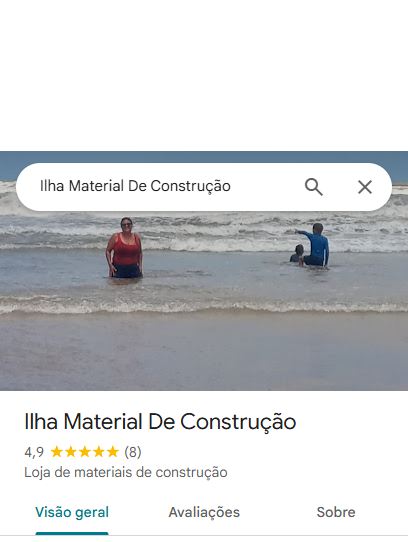 Ilha Material De Construção
Ilha Material De Construção
4,9 (8)
Loja de materiais de construção
Visão geral Avaliações Sobre